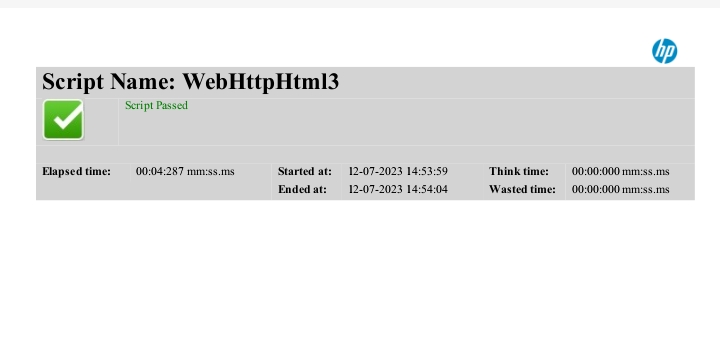 hp
Script Name: WebHttpHtml3
Script Passed
Elapsed time: 00:04:287 mm:ss.ms Started at: 12-07-2023 14:53:59 Think time: 00:00:000 mm:ss.ms
Ended at: 12-07-2023 14:54:04 Wasted time: 00:00:000 mm:ss.ms